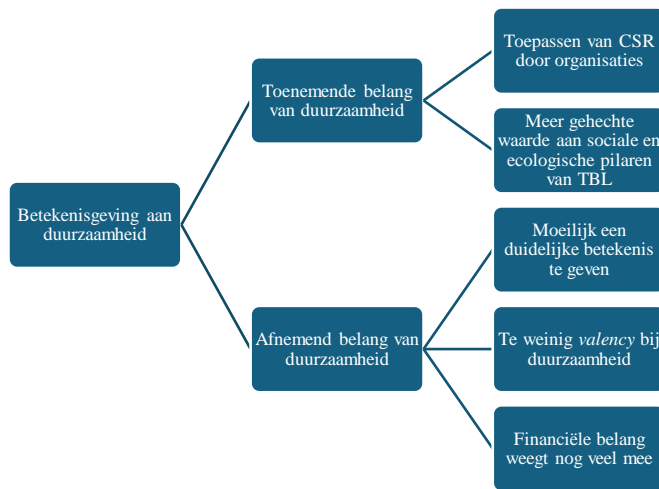 Toepassen van CSR
door organisaties
Toenemende belang
van duurzaamheid
Meer gehechte
waarde aan sociale en
ecologische pilaren
van TBL
Betekenisgeving aan
duurzaamheid
Moeilijk een
duidelijke betekenis
te geven
Afnemend belang van
duurzaamheid
Te weinig valency bij
duurzaamheid
Financiële belang
weegt nog veel mee